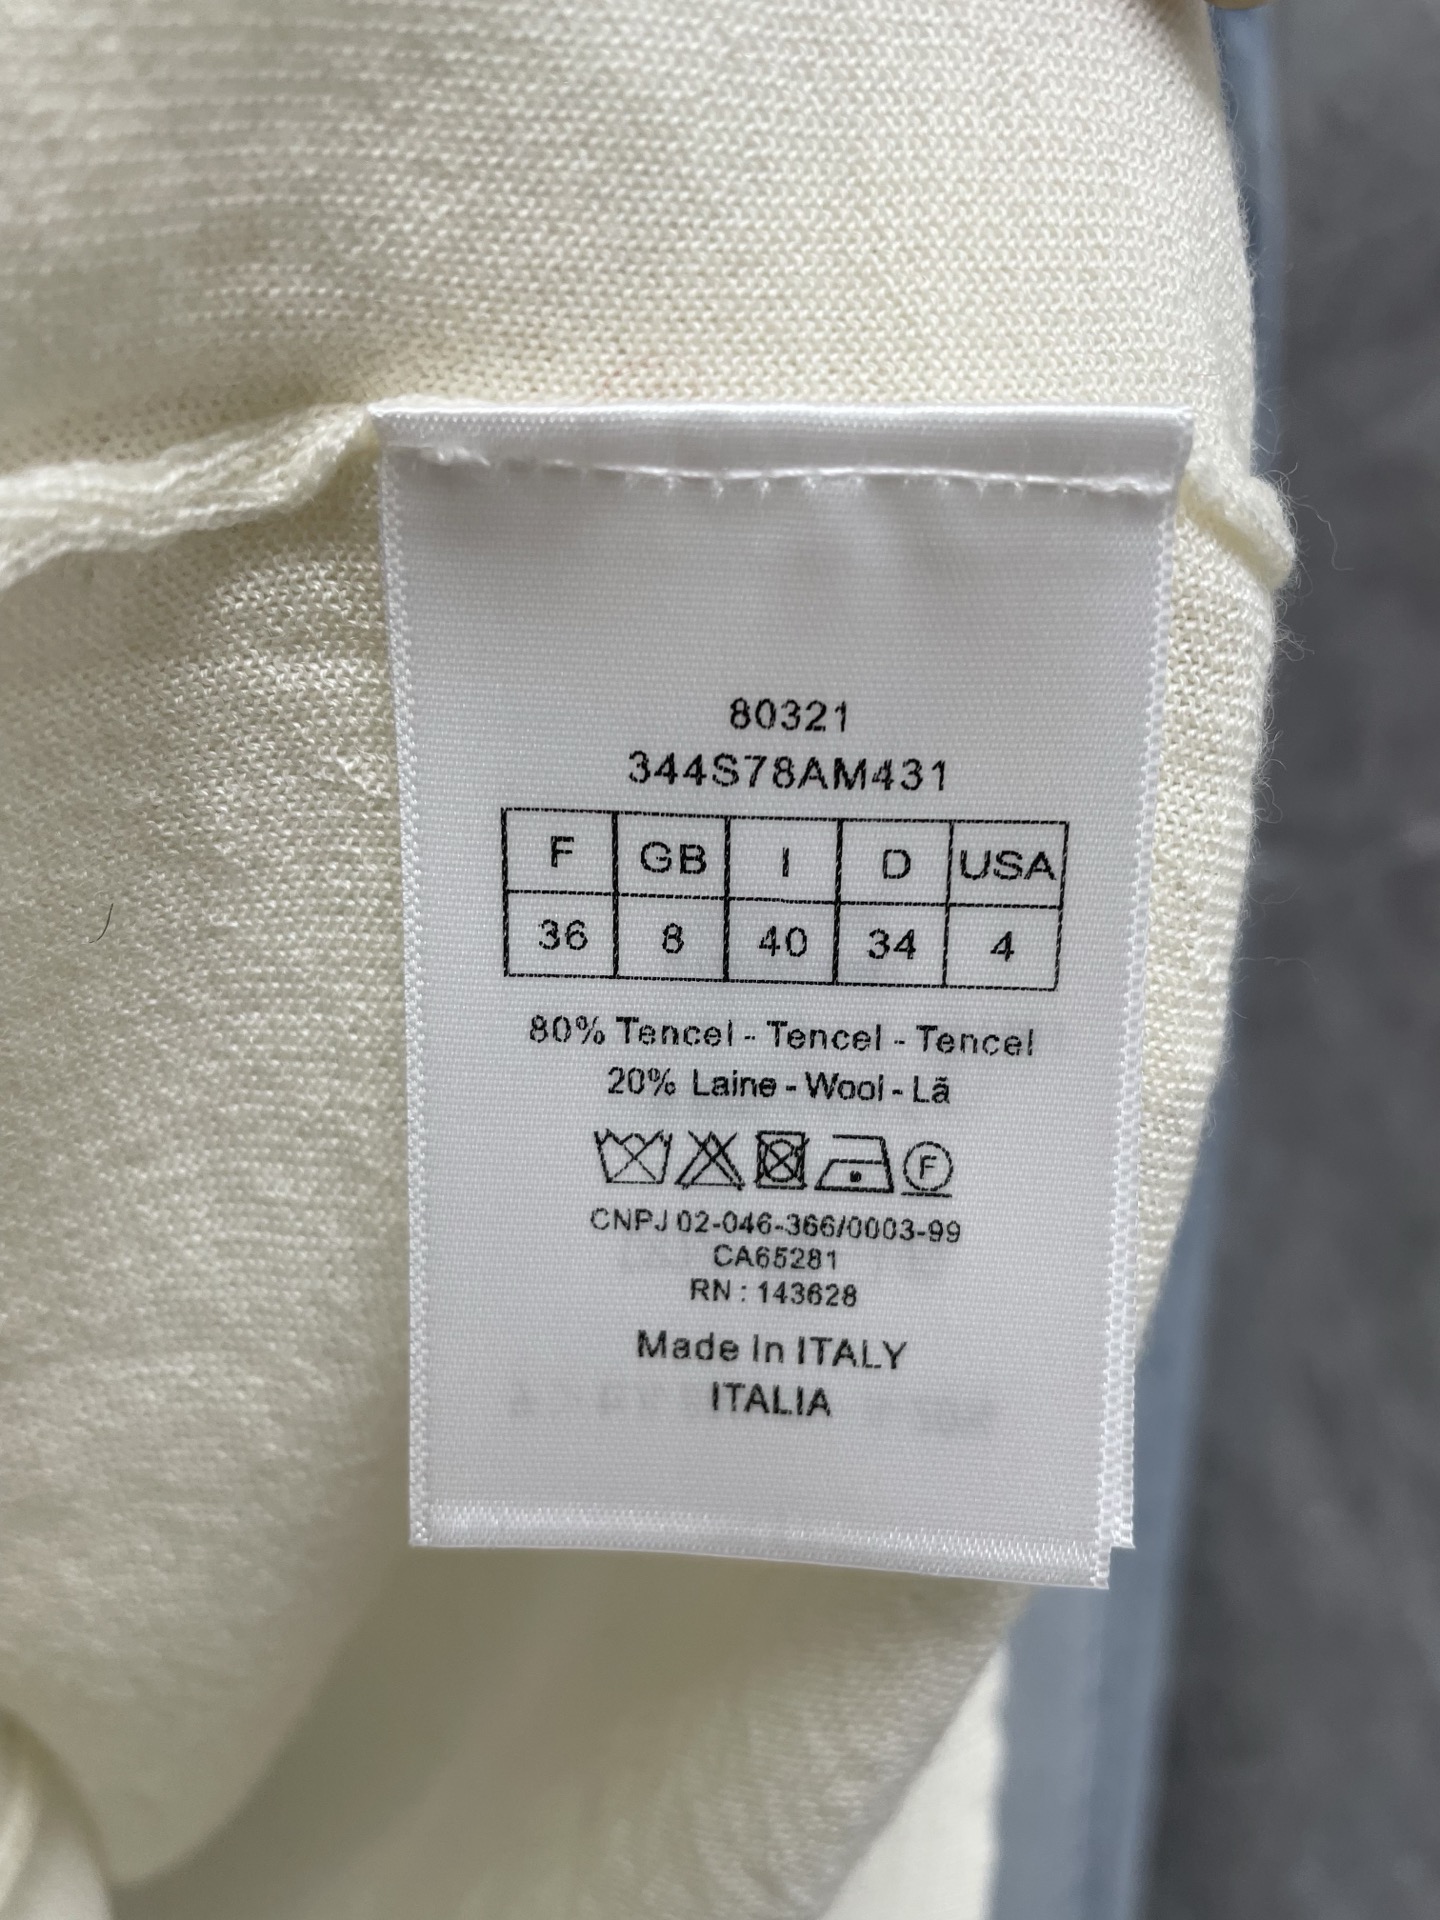 80321
344S78AM431
F GB I D USA
36 8 40 34 4
80% Tencel - Tencel - Tencel
20% Laine - Wool - Lã
F
CNPJ 02-046-366/0003-99
CA65281
RN : 143628
Made In ITALY
ITALIA